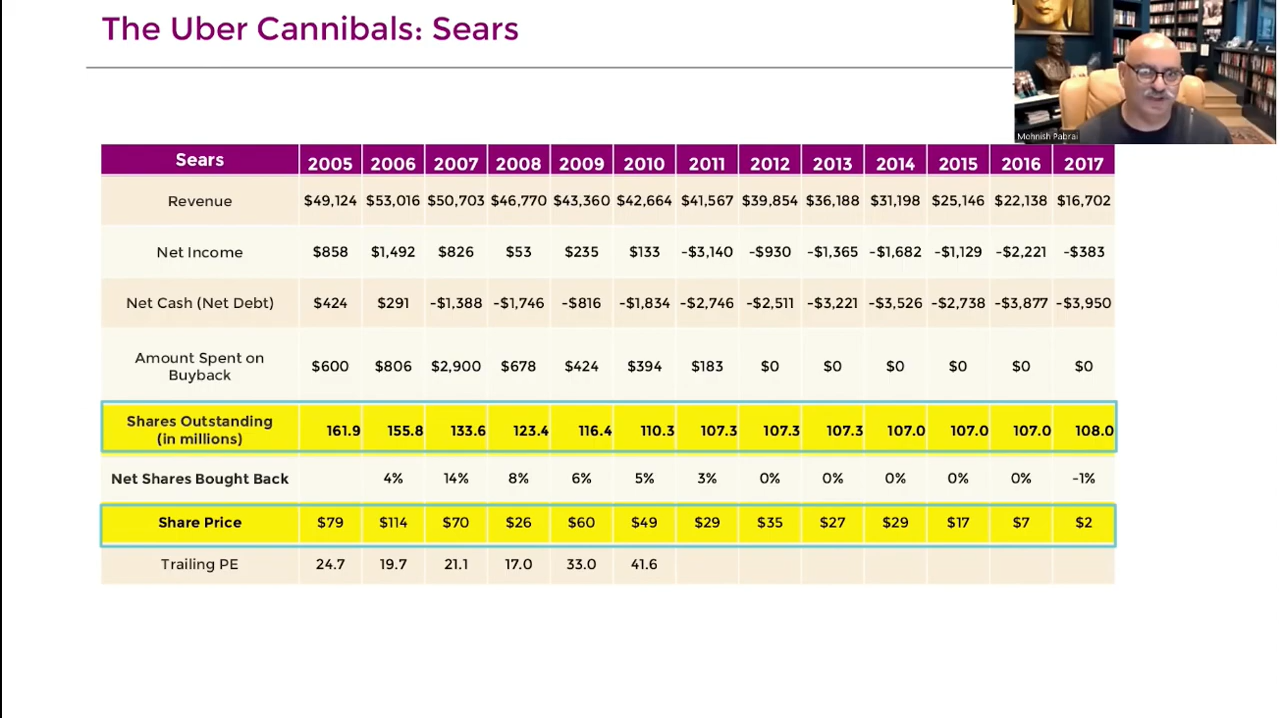 The Uber Cannibals: Sears
Mohnish Pabrai
Sears 2005 2006 2007 2008 2009 2010 2011 2012 2013 2014 2015 2016 2017
Revenue $49,124 $53,016 $50,703 $46,770 $43,360 $42,664 $41,567 $39,854 $36,188 $31,198 $25,146 $22,138 $16,702
Net Income $858 $1,492 $826 $53 $235 $133 -$3,140 -$930 -$1,365 -$1,682 -$1,129 -$2,221 -$383
Net Cash (Net Debt) $424 $291 -$1,388 -$1,746 -$816 -$1,834 -$2,746 -$2,511 -$3,221 -$3,526 -$2,738 -$3,877 -$3,950
Amount Spent on
Buyback $600 $806 $2,900 $678 $424 $394 $183 $0 $0 $0 $0 $0 $0
Shares Outstanding
(in millions) 161.9 155.8 133.6 123.4 116.4 110.3 107.3 107.3 107.3 107.0 107.0 107.0 108.0
Net Shares Bought Back 4% 14% 8% 6% 5% 3% 0% 0% 0% 0% 0% -1%
Share Price $79 $114 $70 $26 $60 $49 $29 $35 $27 $29 $17 $7 $2
Trailing PE 24.7 19.7 21.1 17.0 33.0 41.6